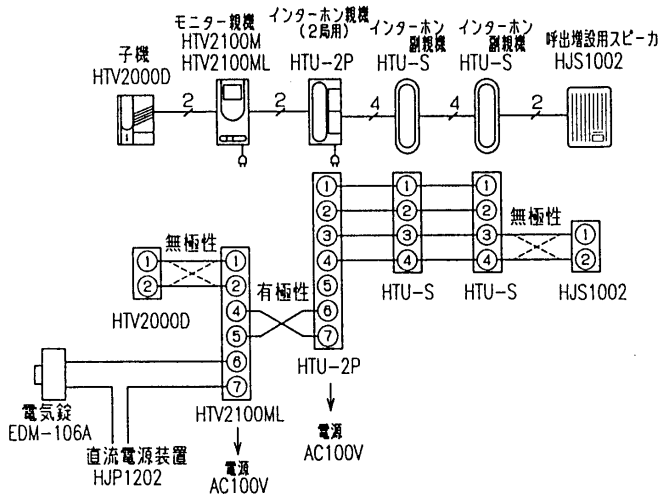 子機
HTV2000D
モニター親機
HTV2100M
HTV2100ML
インターホン親機
(2局用)
HTU-2P
インターホン
副親機
HTU-S
インターホン
副親機
HTU-S
呼出増設用スピーカ
HJS1002
2
2
4
4
2
無極性
1
2
HTV2000D
1
2
4
5
6
7
HTV2100ML
有極性
1
2
3
4
5
6
7
HTU-2P
1
2
3
4
HTU-S
1
2
3
4
HTU-S
無極性
1
2
HJS1002
電気錠
EDM-106A
直流電源装置
HJP1202
電源
AC100V
電源
AC100V